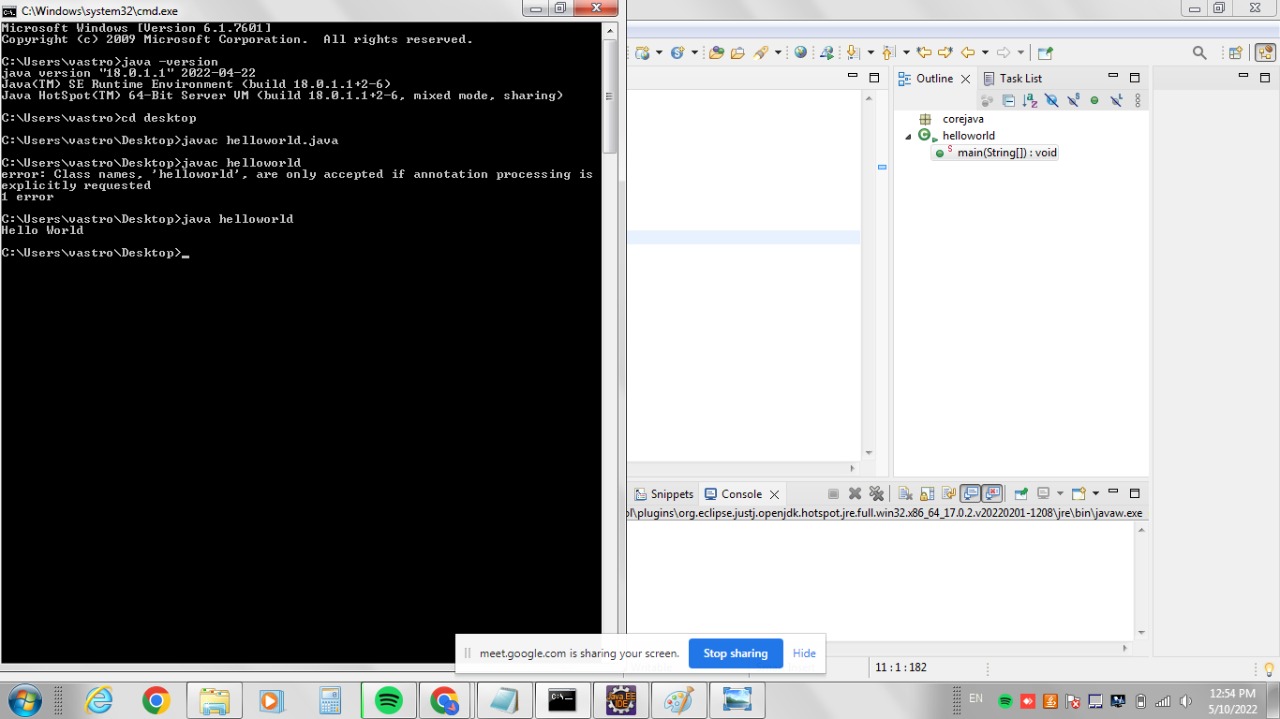 C:\Windows\system32\cmd.exe
Microsoft Windows [Version 6.1.7601]
Copyright (c) 2009 Microsoft Corporation.  All rights reserved.
C:\Users\vastro>java -version
java version "18.0.1.1" 2022-04-22
Java(TM) SE Runtime Environment (build 18.0.1.1+2-6)
Java HotSpot(TM) 64-Bit Server VM (build 18.0.1.1+2-6, mixed mode, sharing)
C:\Users\vastro>cd desktop
C:\Users\vastro\Desktop>javac helloworld.java
C:\Users\vastro\Desktop>javac helloworld
error: Class names, 'helloworld', are only accepted if annotation processing is
explicitly requested
1 error
C:\Users\vastro\Desktop>java helloworld
Hello World
C:\Users\vastro\Desktop>_
Outline
Task List
corejava
helloworld
main(String[]) : void
Snippets
Console
ol\plugins\org.eclipse.justj.openjdk.hotspot.jre.full.win32.x86_64_17.0.2.v20220201-1208\jre\bin\javaw.exe
meet.google.com is sharing your screen.
Stop sharing
Hide
11 : 1 : 182
Java EE
IDE
EN
12:54 PM
5/10/2022